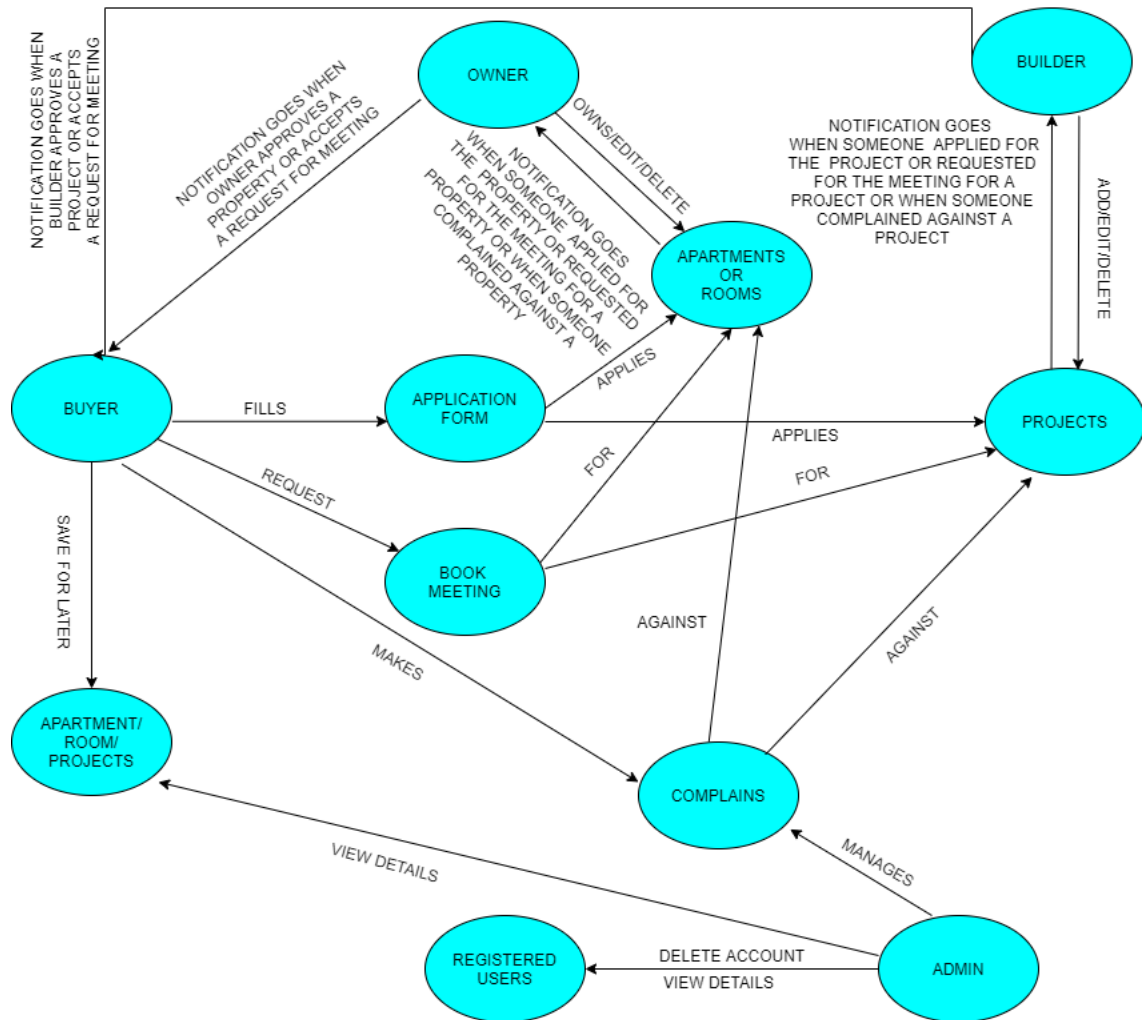 NOTIFICATION GOES WHEN
BUILDER APPROVES A
PROJECT OR ACCEPTS
A REQUEST FOR MEETING
OWNER
BUILDER
NOTIFICATION GOES WHEN
OWNER APPROVES A
PROPERTY OR ACCEPTS
A REQUEST FOR MEETING
OWNS/EDIT/DELETE
NOTIFICATION GOES
WHEN SOMEONE APPLIED FOR
THE PROPERTY OR REQUESTED
FOR THE MEETING FOR A
PROPERTY OR WHEN SOMEONE
COMPLAINED AGAINST A
PROPERTY
NOTIFICATION GOES
WHEN SOMEONE APPLIED FOR
THE PROJECT OR REQUESTED
FOR THE MEETING FOR A
PROJECT OR WHEN SOMEONE
COMPLAINED AGAINST A
PROJECT
ADD/EDIT/DELETE
APARTMENTS
OR
ROOMS
BUYER
FILLS
APPLICATION
FORM
APPLIES
APPLIES
PROJECTS
REQUEST
FOR
FOR
SAVE FOR LATER
BOOK
MEETING
MAKES
AGAINST
AGAINST
APARTMENT/
ROOM/
PROJECTS
COMPLAINS
VIEW DETAILS
MANAGES
REGISTERED
USERS
DELETE ACCOUNT
VIEW DETAILS
ADMIN